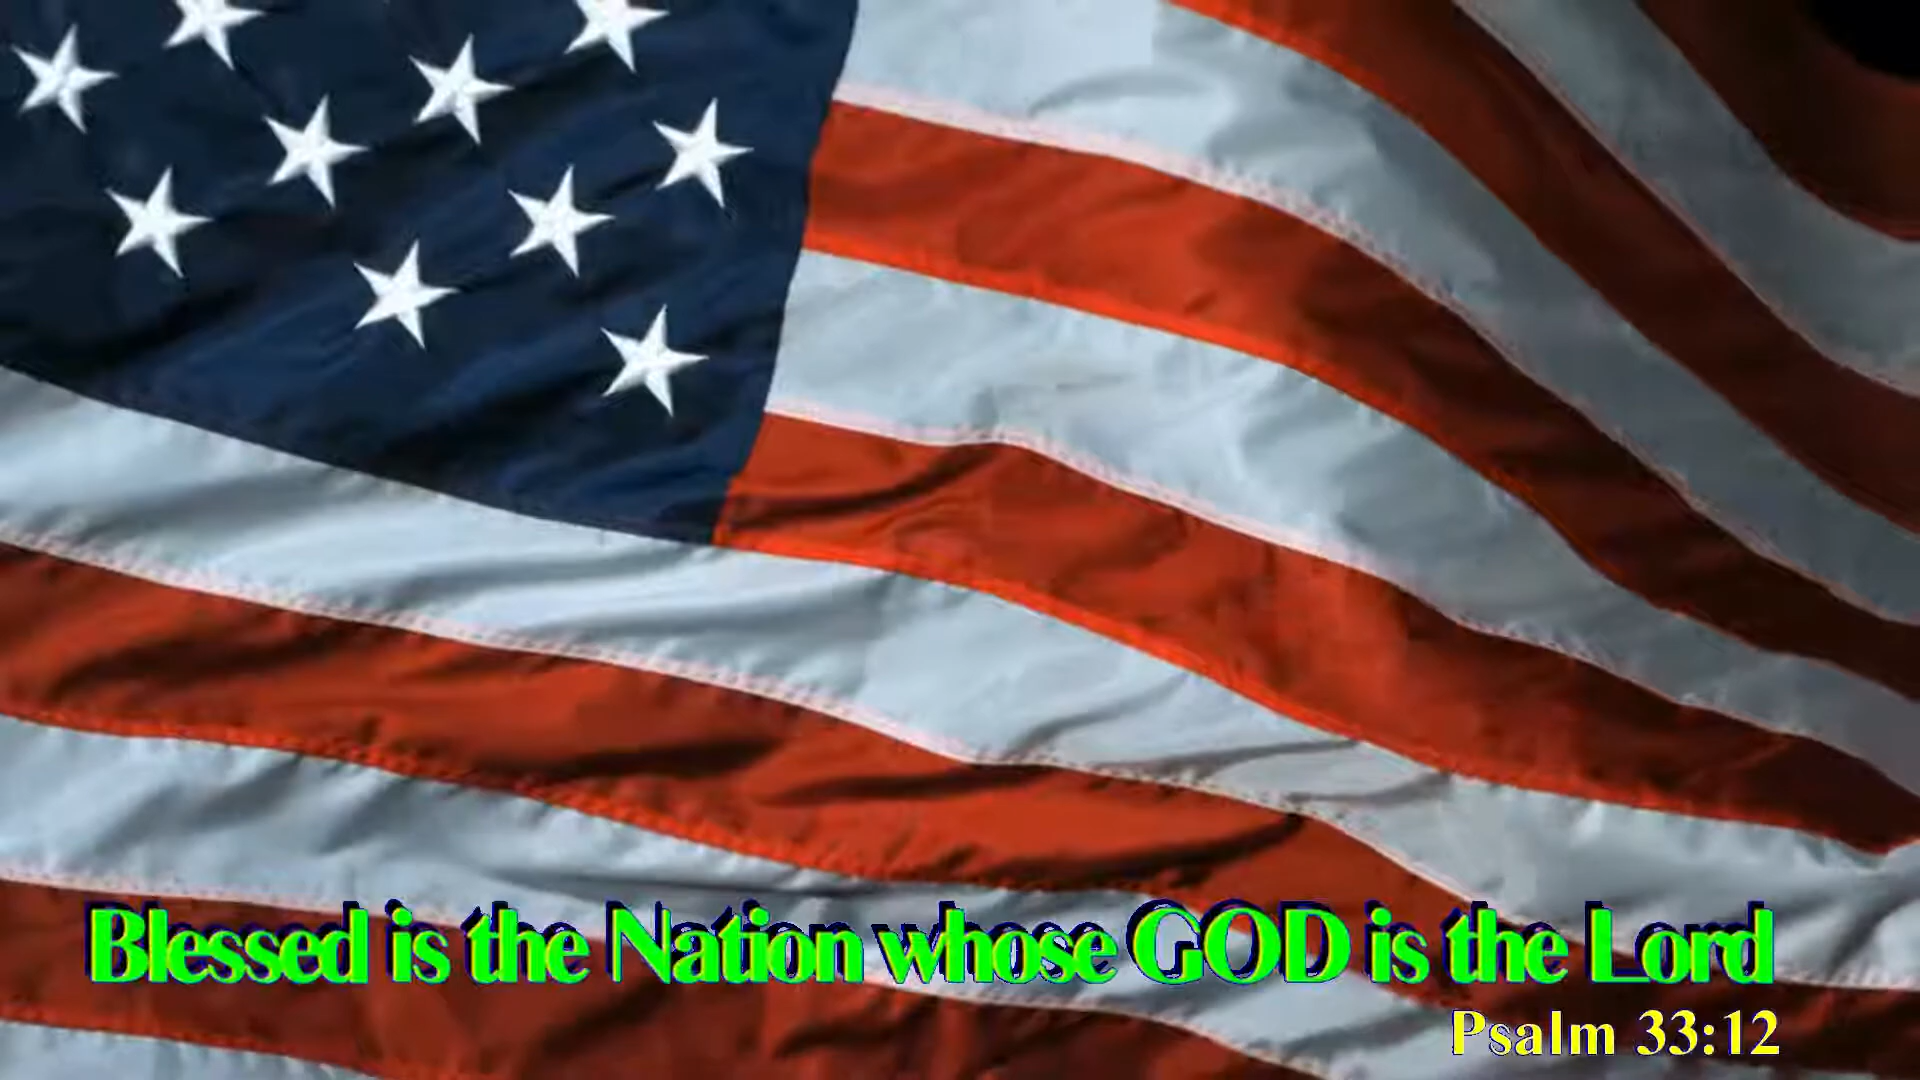 Blessed is the Nation whose GOD is the Lord
Psalm 33:12